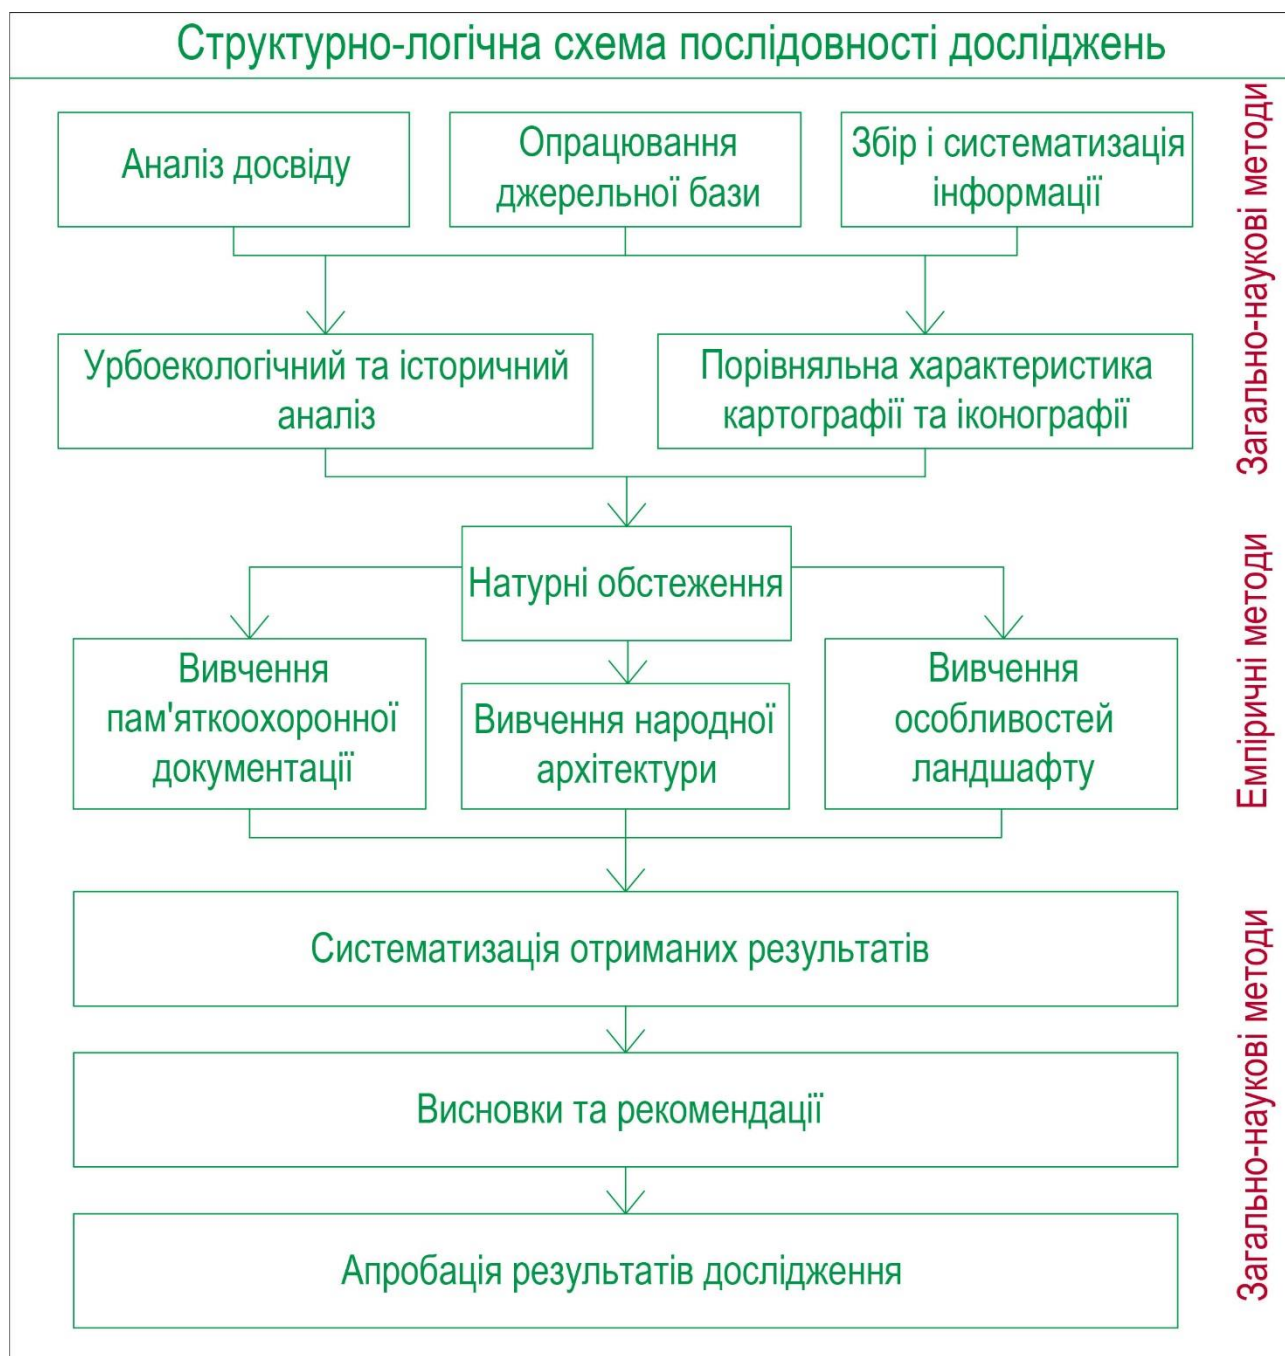 Структурно-логічна схема послідовності досліджень
Аналіз досвіду
Опрацювання
джерельної бази
Збір і систематизація
інформації
Урбоекологічний та історичний
аналіз
Порівняльна характеристика
картографії та іконографії
Загально-наукові методи
Натурні обстеження
Вивчення
пам'яткоохоронної
документації
Вивчення народної
архітектури
Вивчення
особливостей
ландшафту
Емпіричні методи
Систематизація отриманих результатів
Висновки та рекомендації
Апробація результатів дослідження
Загально-наукові методи